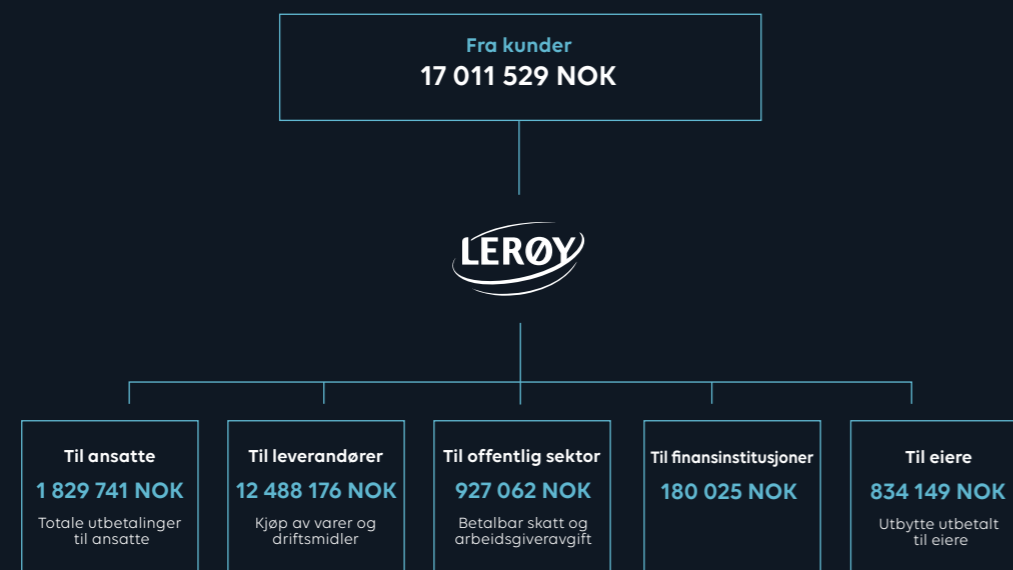 Fra kunder
17 011 529 NOK
LERØY
Til ansatte
1 829 741 NOK
Totale utbetalinger
til ansatte
Til leverandører
12 488 176 NOK
Kjøp av varer og
driftsmidler
Til offentlig sektor
927 062 NOK
Betalbar skatt og
arbeidsgiveravgift
Til finansinstitusjoner
180 025 NOK
Til eiere
834 149 NOK
Utbytte utbetalt
til eiere